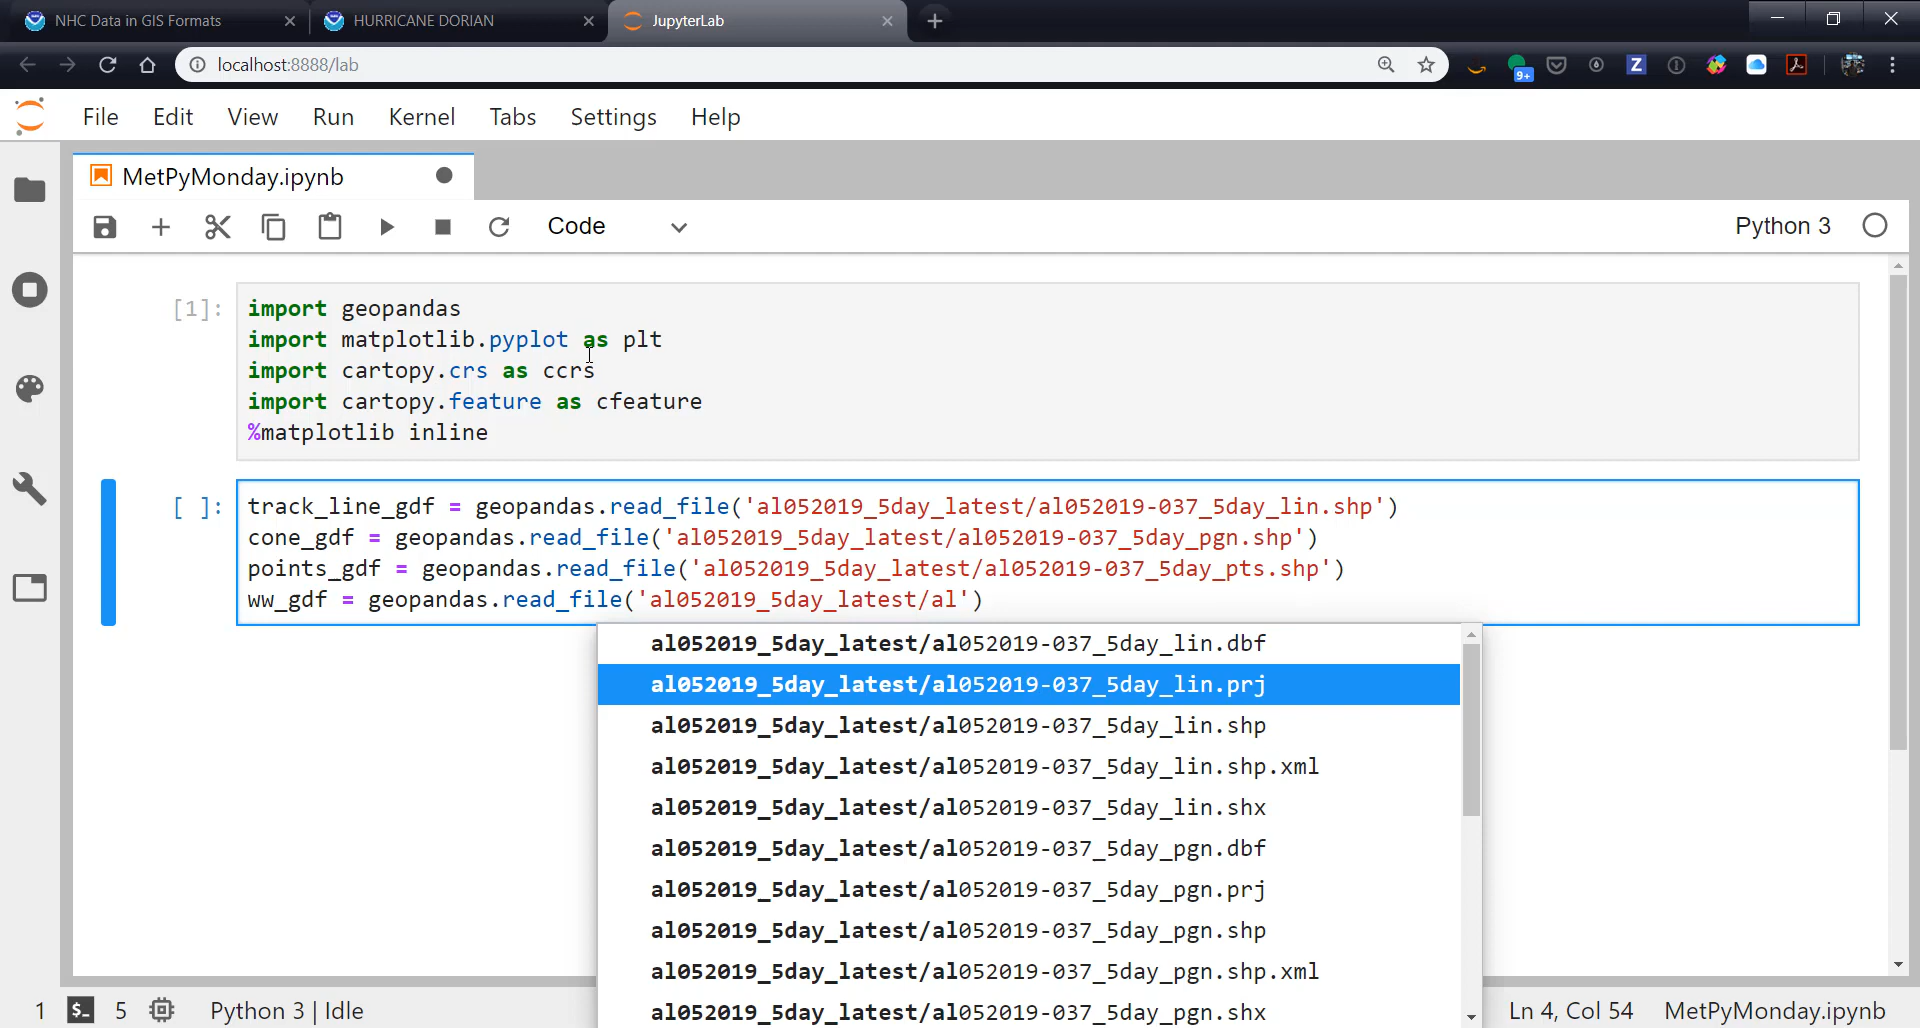 NHC Data in GIS Formats
HURRICANE DORIAN
JupyterLab
localhost:8888/lab
9+
Z
File Edit View Run Kernel Tabs Settings Help
MetPyMonday.ipynb
Code
Python 3
[1]:
import geopandas
import matplotlib.pyplot as plt
import cartopy.crs as ccrs
import cartopy.feature as cfeature
%matplotlib inline
[ ]:
track_line_gdf = geopandas.read_file('al052019_5day_latest/al052019-037_5day_lin.shp')
cone_gdf = geopandas.read_file('al052019_5day_latest/al052019-037_5day_pgn.shp')
points_gdf = geopandas.read_file('al052019_5day_latest/al052019-037_5day_pts.shp')
ww_gdf = geopandas.read_file('al052019_5day_latest/al')
al052019_5day_latest/al052019-037_5day_lin.dbf
al052019_5day_latest/al052019-037_5day_lin.prj
al052019_5day_latest/al052019-037_5day_lin.shp
al052019_5day_latest/al052019-037_5day_lin.shp.xml
al052019_5day_latest/al052019-037_5day_lin.shx
al052019_5day_latest/al052019-037_5day_pgn.dbf
al052019_5day_latest/al052019-037_5day_pgn.prj
al052019_5day_latest/al052019-037_5day_pgn.shp
al052019_5day_latest/al052019-037_5day_pgn.shp.xml
al052019_5day_latest/al052019-037_5day_pgn.shx
1 $_ 5 Python 3 | Idle
Ln 4, Col 54 MetPyMonday.ipynb